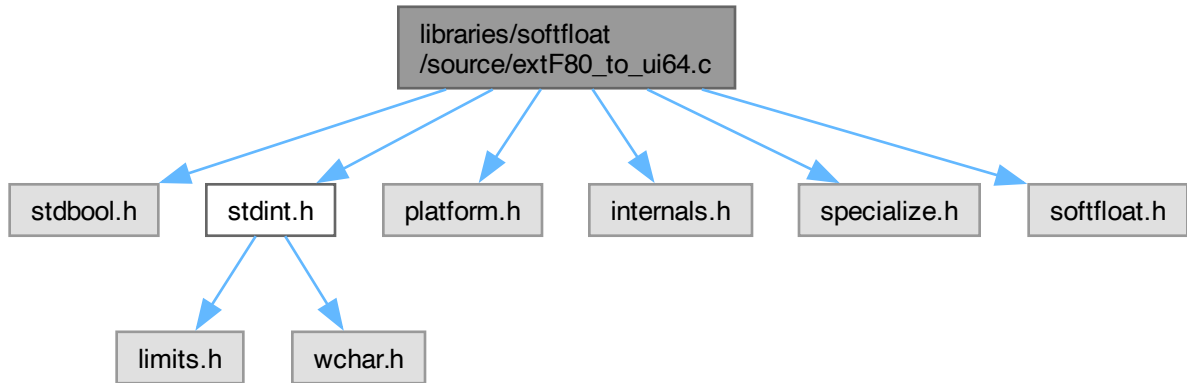 libraries/softfloat
/source/extF80_to_ui64.c
stdbool.h
stdint.h
platform.h
internals.h
specialize.h
softfloat.h
limits.h
wchar.h